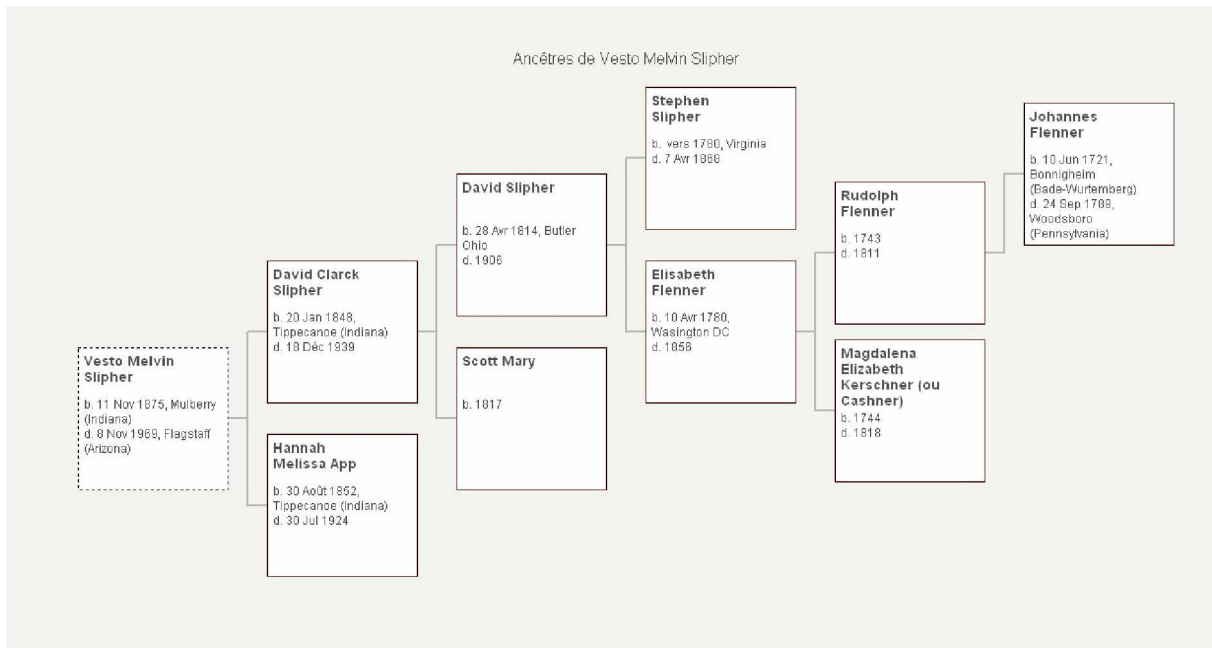 Ancêtres de Vesto Melvin Slipher
Vesto Melvin
Slipher
b. 11 Nov 1875, Mulberry
(Indiana)
d. 8 Nov 1969, Flagstaff
(Arizona)
David Clarck
Slipher
b. 20 Jan 1848,
Tippecanoe (Indiana)
d. 18 Déc 1939
Hannah
Melissa App
b. 30 Août 1852,
Tippecanoe (Indiana)
d. 30 Jul 1924
David Slipher
b. 28 Avr 1814, Butler
Ohio
d. 1906
Scott Mary
b. 1817
Stephen
Slipher
b. vers 1780, Virginia
d. 7 Avr 1868
Elisabeth
Flenner
b. 10 Avr 1780,
Wasington DC
d. 1856
Rudolph
Flenner
b. 1743
d. 1811
Magdalena
Elizabeth
Kerschner (ou
Cashner)
b. 1744
d. 1818
Johannes
Flenner
b. 10 Jun 1721,
Bonnigheim
(Bade-Wurtemberg)
d. 24 Sep 1789,
Woodsboro
(Pennsylvania)